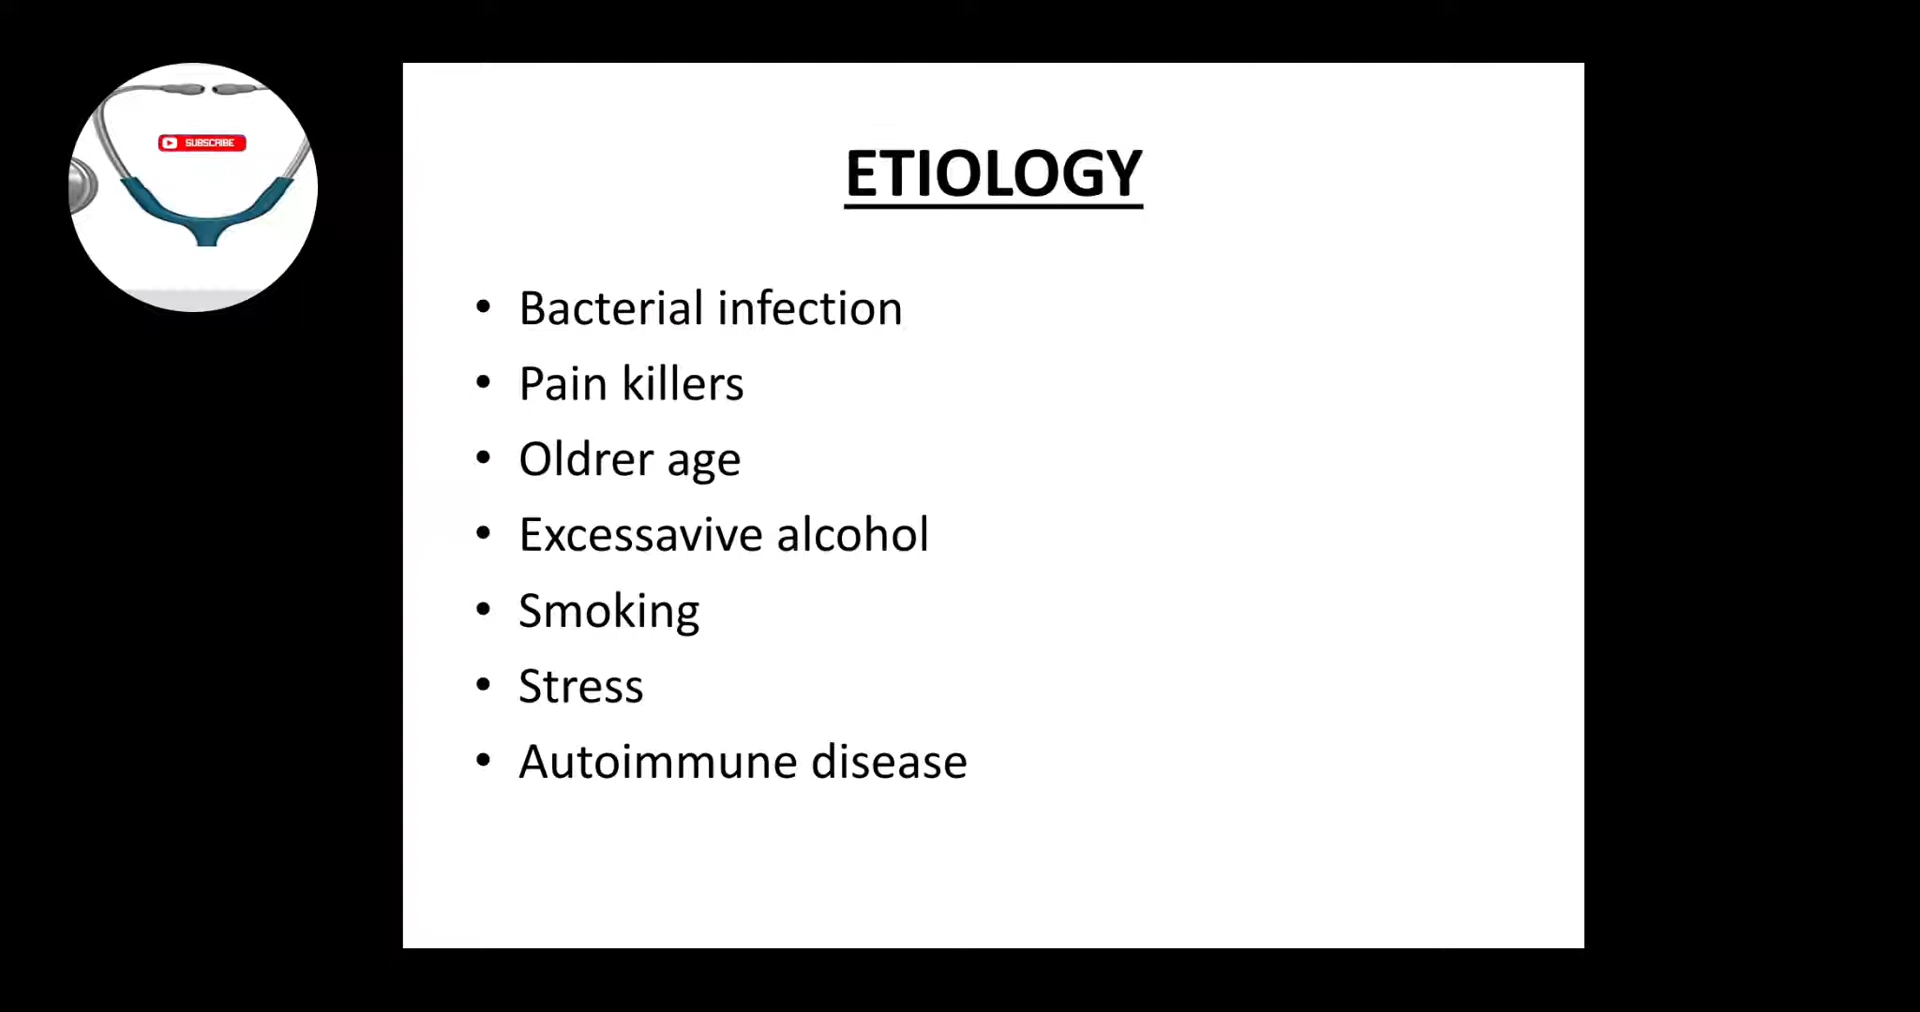 SUBSCRIBE
ETIOLOGY
• Bacterial infection
• Pain killers
• Oldrer age
• Excessavive alcohol
• Smoking
• Stress
• Autoimmune disease